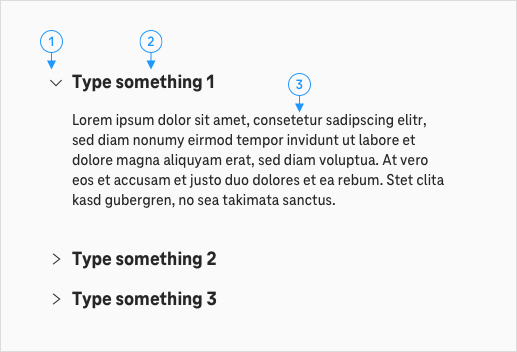 1 2
Type something 1
3
Lorem ipsum dolor sit amet, consetetur sadipscing elitr,
sed diam nonumy eirmod tempor invidunt ut labore et
dolore magna aliquyam erat, sed diam voluptua. At vero
eos et accusam et justo duo dolores et ea rebum. Stet clita
kasd gubergren, no sea takimata sanctus.
Type something 2
Type something 3